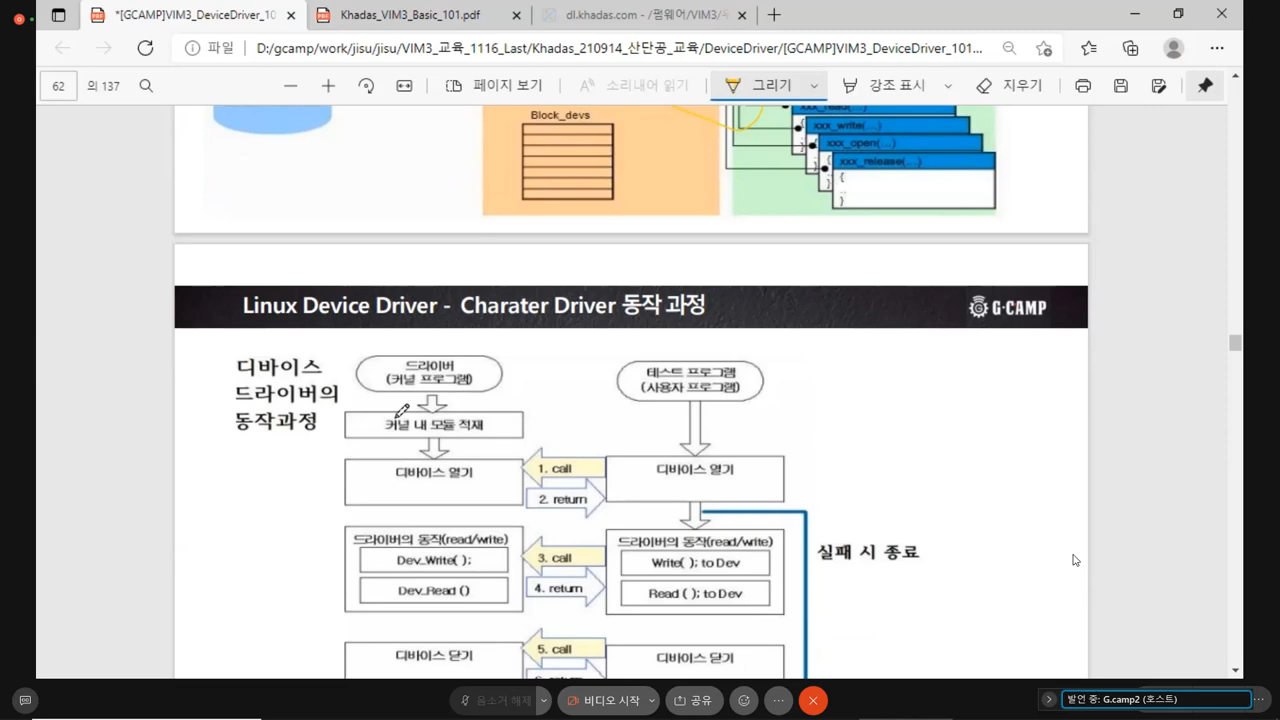 *[GCAMP]VIM3_DeviceDriver_10
Khadas_VIM3_Basic_101.pdf
dl.khadas.com - /펌웨어/VIM3/우
파일
D:/gcamp/work/jisu/jisu/VIM3_교육_1116_Last/Khadas_210914_산단공_교육/DeviceDriver/[GCAMP]VIM3_DeviceDriver_101...
62 의 137
페이지 보기
소리내어 읽기
그리기
강조 표시
지우기
Block_devs
xxx_read(...)
xxx_write(...)
xxx_open(...)
xxx_release(...)
{
..
}
Linux Device Driver - Charater Driver 동작 과정
G·CAMP
디바이스
드라이버의
동작과정
드라이버
(커널 프로그램)
테스트 프로그램
(사용자 프로그램)
커널 내 모듈 적재
디바이스 열기
1. call
2. return
디바이스 열기
드라이버의 동작(read/write)
Dev_Write( );
Dev_Read ()
3. call
4. return
드라이버의 동작(read/write)
Write( ); to Dev
Read ( ); to Dev
실패 시 종료
디바이스 닫기
5. call
디바이스 닫기
음소거 해제
비디오 시작
공유
발언 중: G.camp2 (호스트)